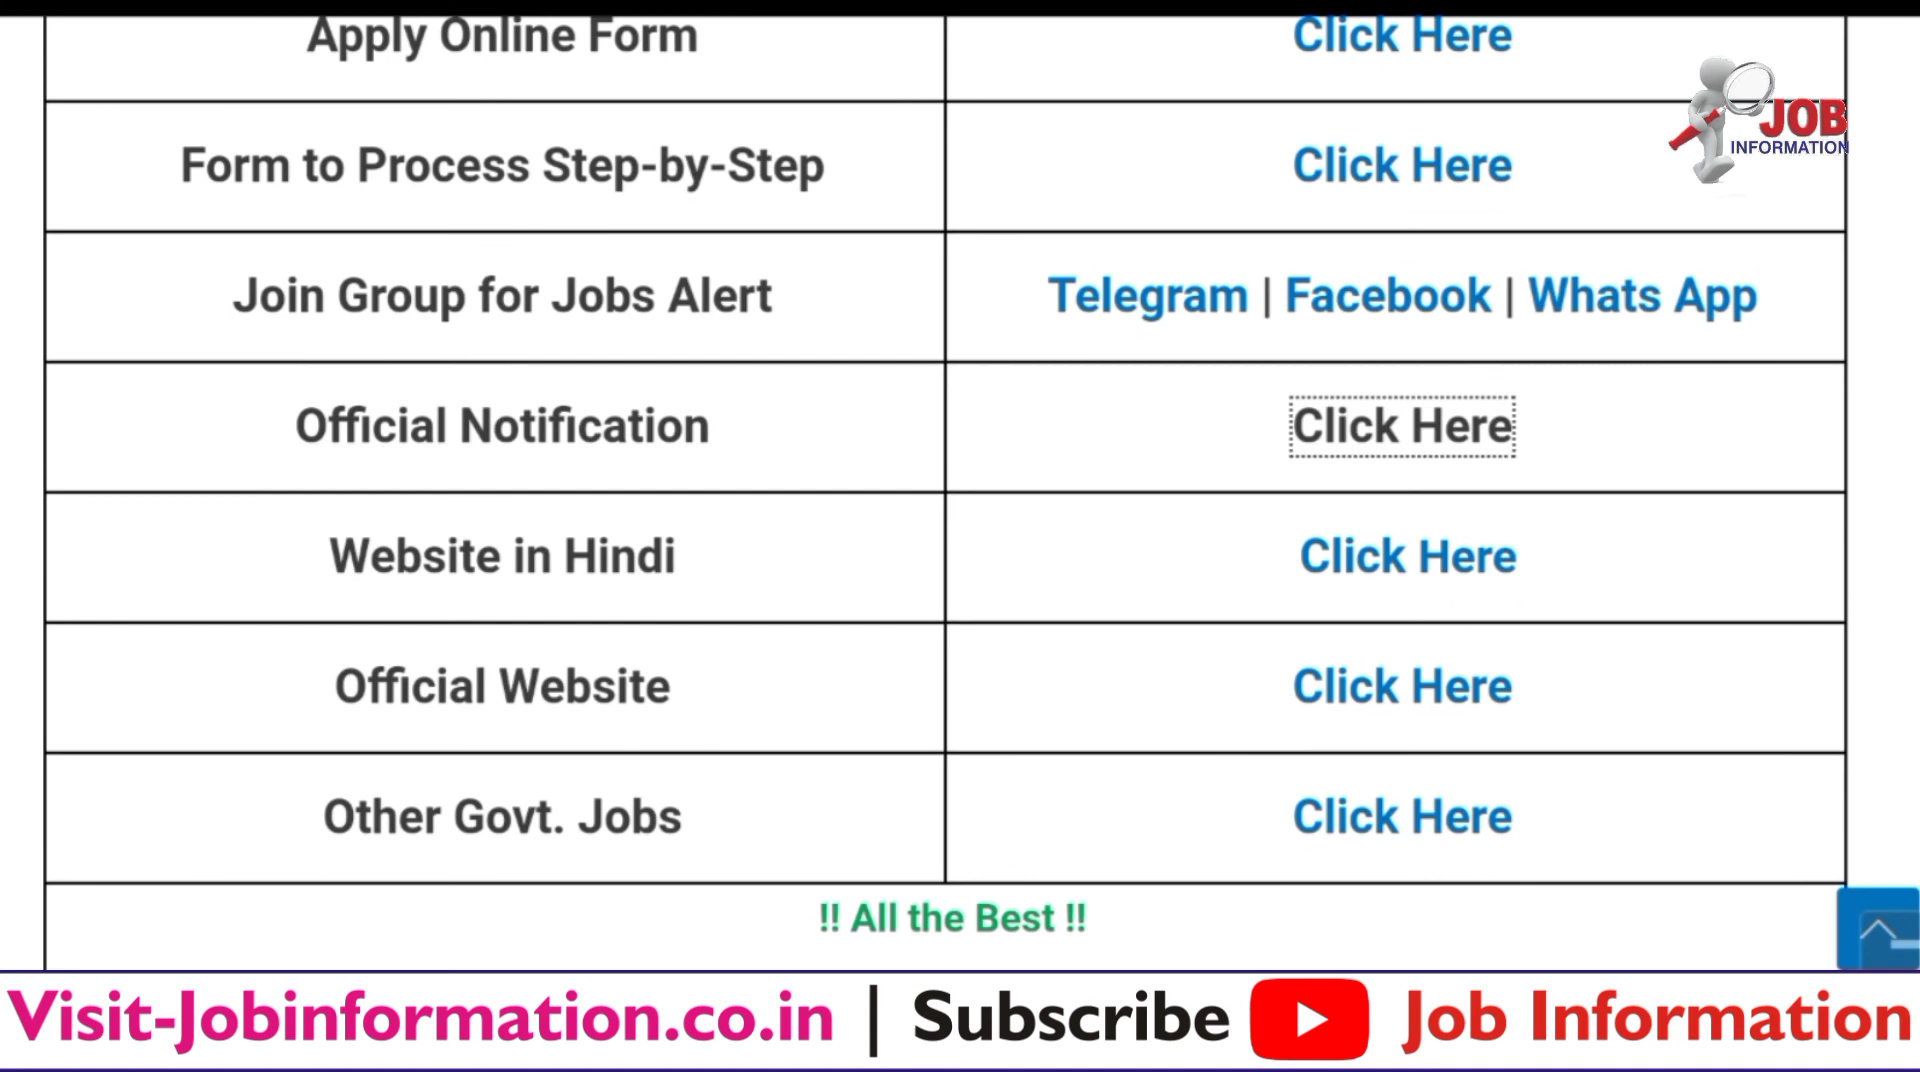 Apply Online Form Click Here
JOB
INFORMATION
Form to Process Step-by-Step Click Here
Join Group for Jobs Alert Telegram | Facebook | Whats App
Official Notification Click Here
Website in Hindi Click Here
Official Website Click Here
Other Govt. Jobs Click Here
!! All the Best !!
Visit-Jobinformation.co.in | Subscribe Job Information